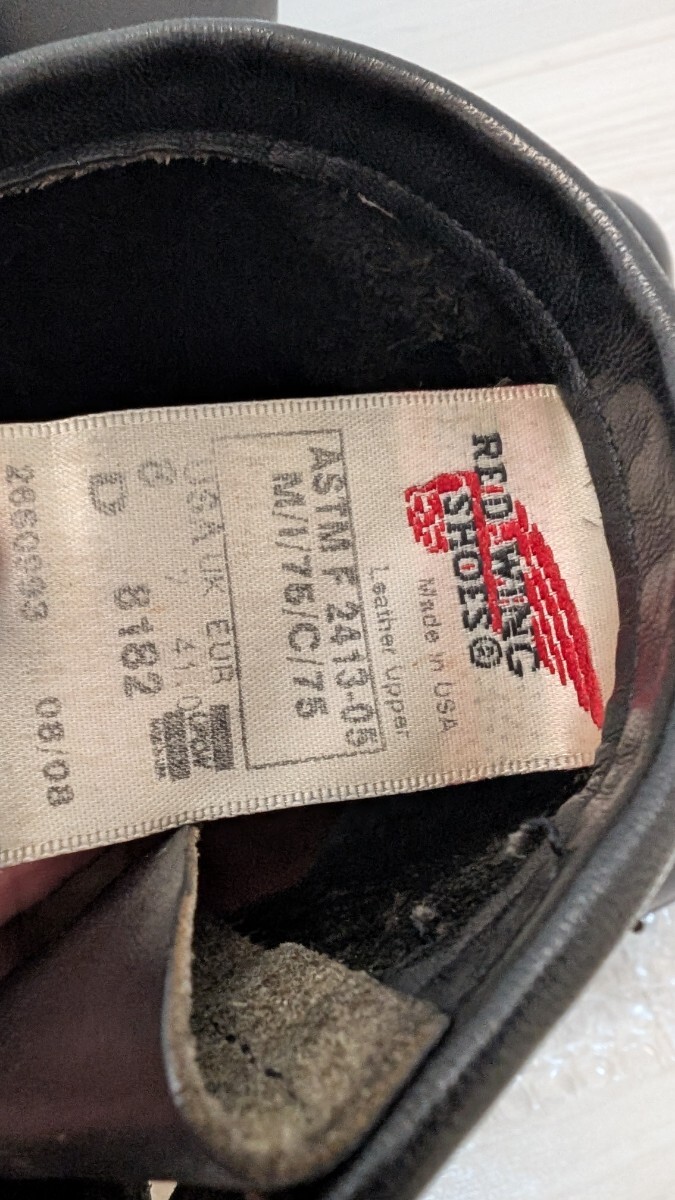 RED WING
SHOES®
Made in USA
Leather Upper
ASTM F 2413-05
M/I/75/C/75
USA UK EUR
8 7 41.0
D 8182
08/08